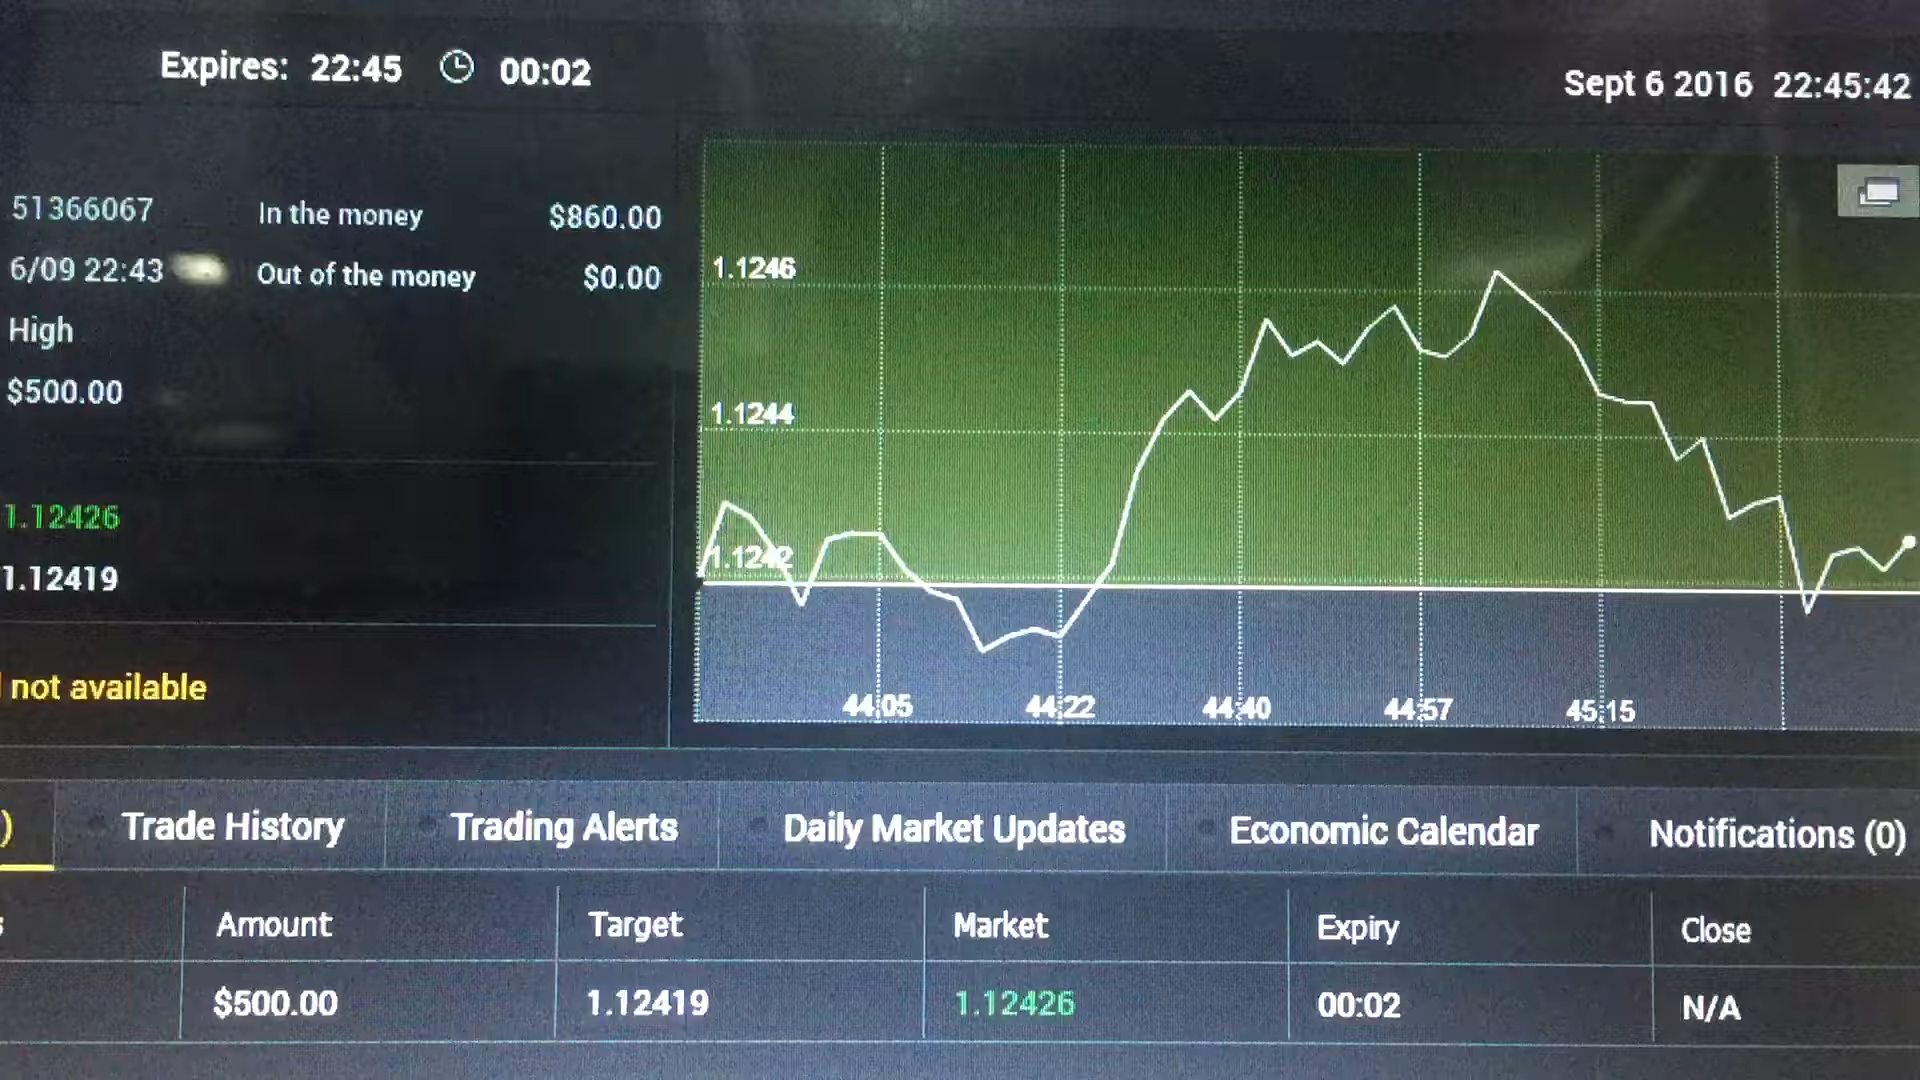 Expires: 22:45 00:02
Sept 6 2016 22:45:42
51366067 In the money $860.00
6/09 22:43 Out of the money $0.00
High
$500.00
1.12426
1.12419
not available
1.1246
1.1244
1.1242
44:05 44:22 44:40 44:57 45:15
) Trade History Trading Alerts Daily Market Updates Economic Calendar Notifications (0)
Amount Target Market Expiry Close
$500.00 1.12419 1.12426 00:02 N/A